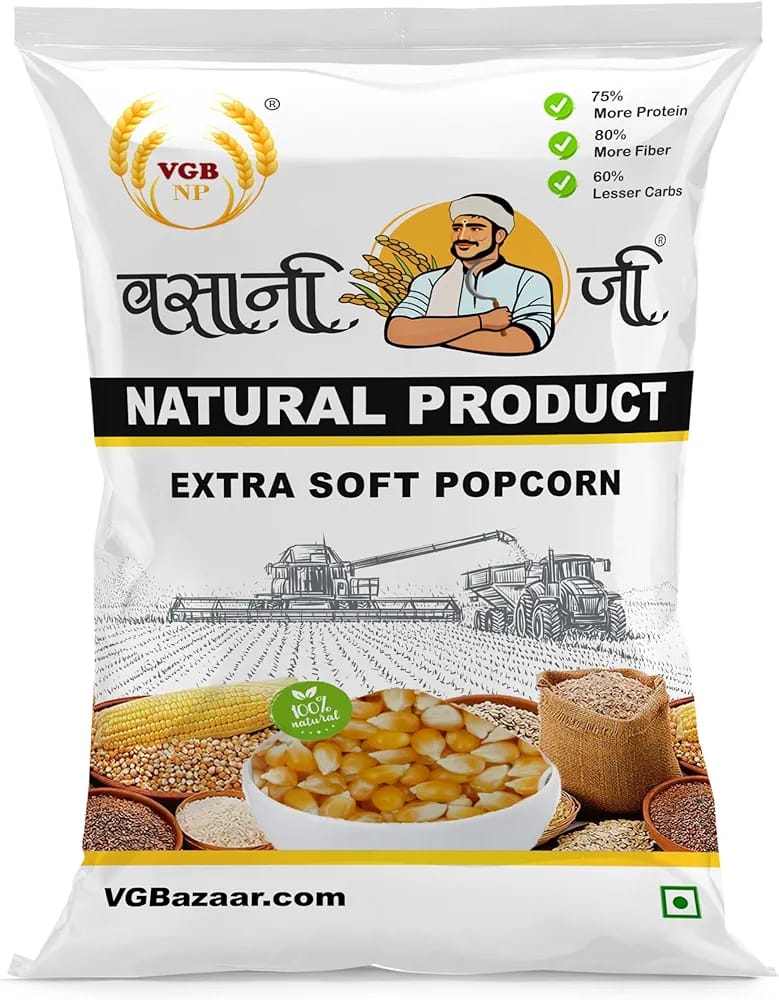 VGB
NP
®
75%
More Protein
80%
More Fiber
60%
Lesser Carbs
वसानी जी
®
NATURAL PRODUCT
EXTRA SOFT POPCORN
100%
natural
VGBazaar.com